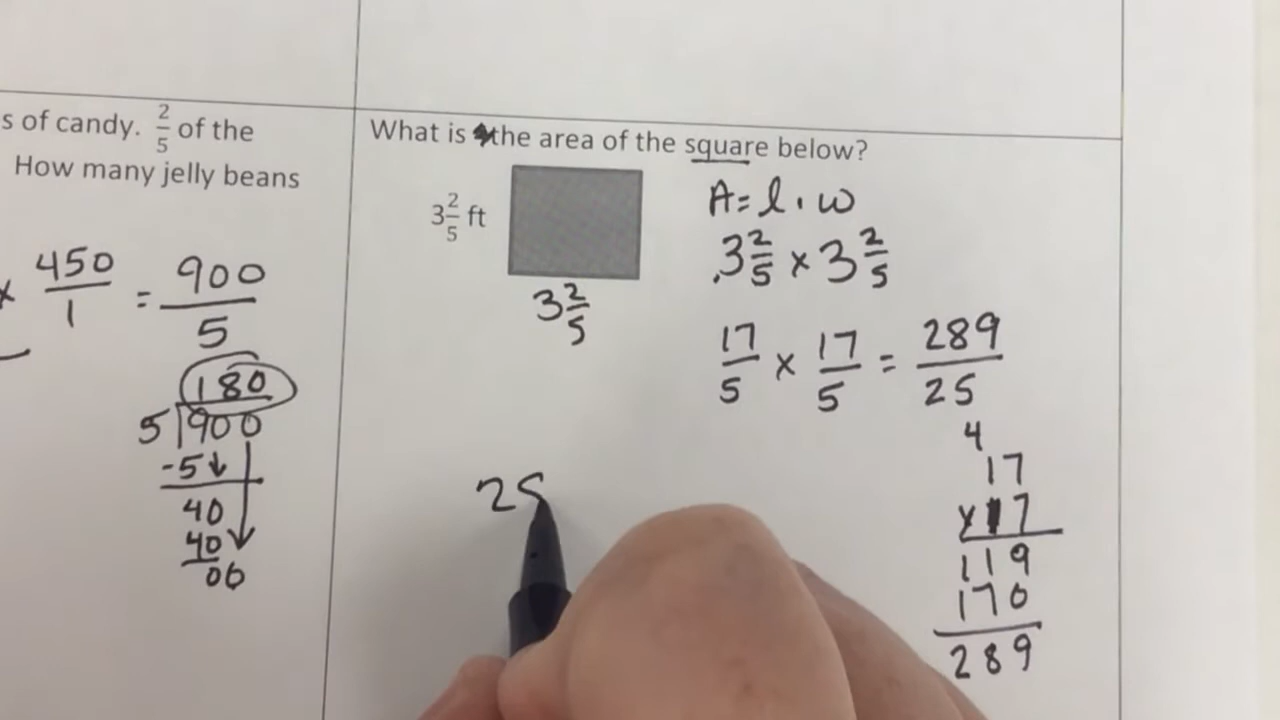 s of candy. 2/5 of the
How many jelly beans
x 450/1 = 900/5
180
5 900
-5
40
40
00
What is the area of the square below?
3 2/5 ft
3 2/5
A = l · w
3 2/5 x 3 2/5
17/5 x 17/5 = 289/25
4
17
x 17
119
170
289
25